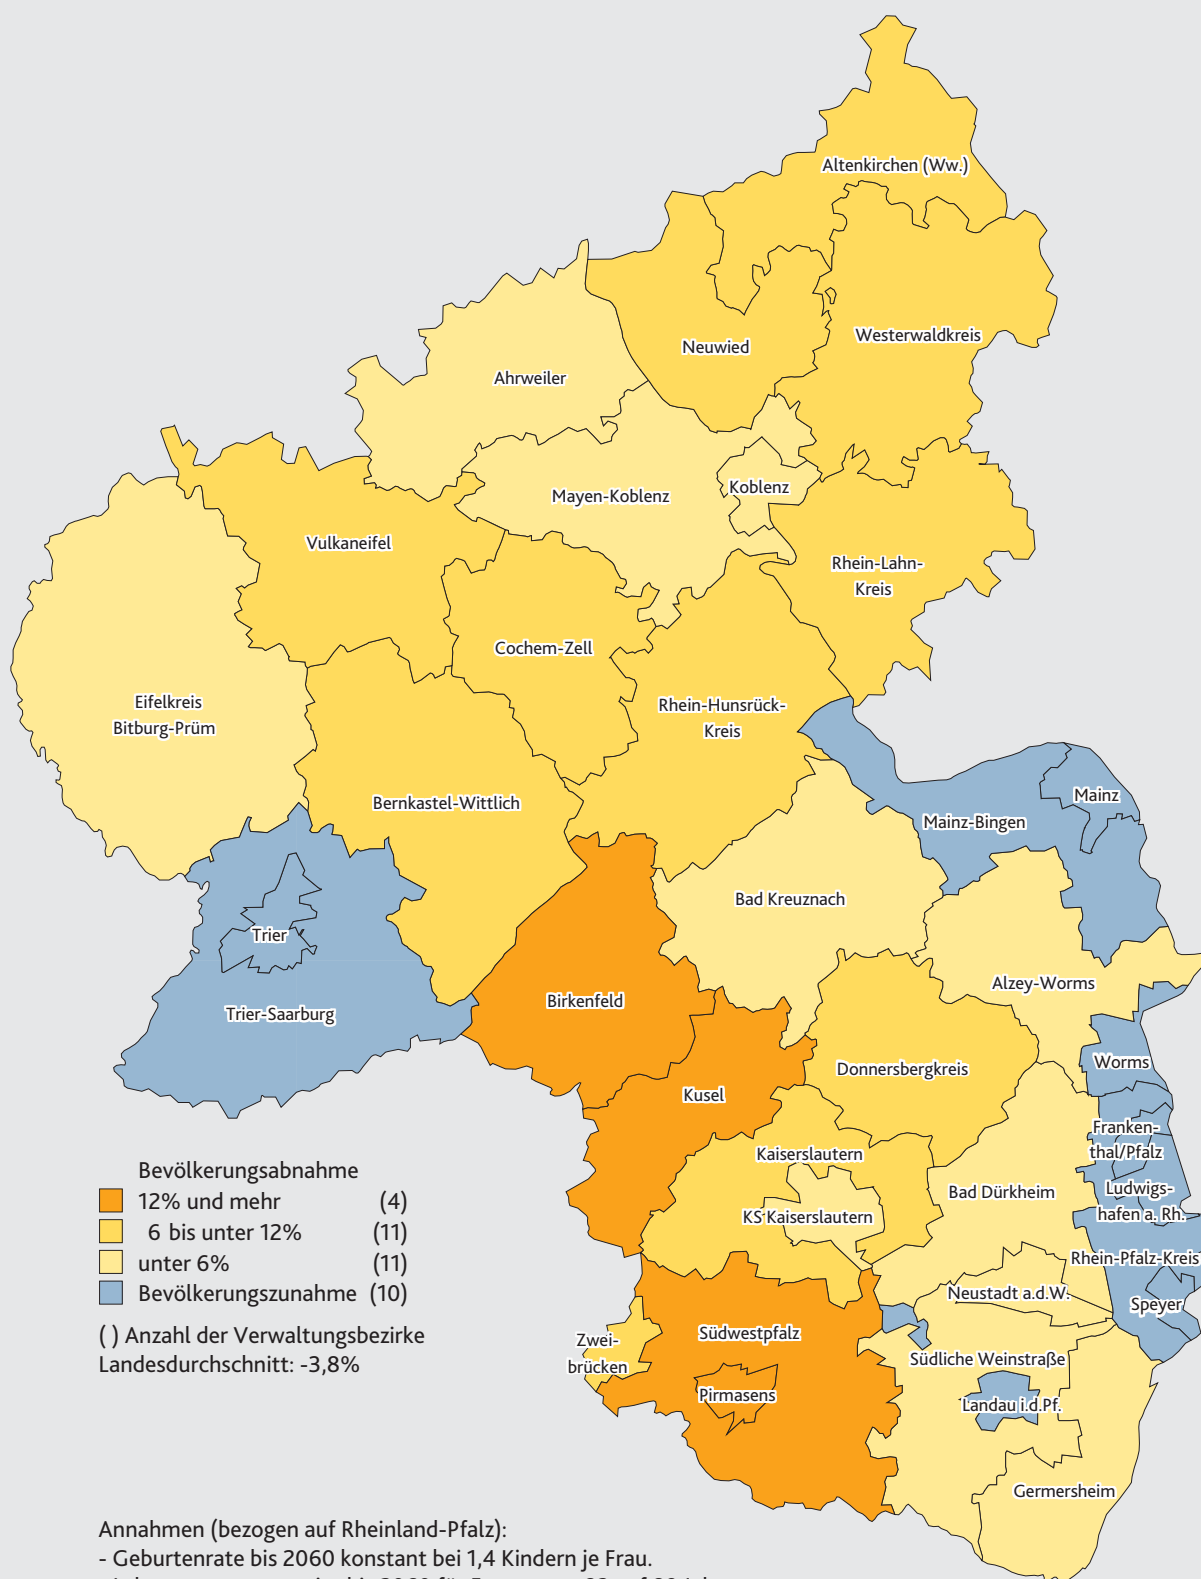 Altenkirchen (Ww.)
Neuwied
Westerwaldkreis
Ahrweiler
Mayen-Koblenz
Koblenz
Vulkaneifel
Rhein-Lahn-
Kreis
Cochem-Zell
Eifelkreis
Bitburg-Prüm
Rhein-Hunsrück-
Kreis
Bernkastel-Wittlich
Mainz
Mainz-Bingen
Bad Kreuznach
Trier
Alzey-Worms
Birkenfeld
Trier-Saarburg
Worms
Donnersbergkreis
Kusel
Franken-
thal/Pfalz
Kaiserslautern
Bad Dürkheim
Ludwigs-
hafen a. Rh.
KS Kaiserslautern
Rhein-Pfalz-Kreis
Neustadt a.d.W.
Speyer
Südwestpfalz
Zwei-
brücken
Südliche Weinstraße
Pirmasens
Landau i.d.Pf.
Germersheim
Bevölkerungsabnahme
12% und mehr (4)
6 bis unter 12% (11)
unter 6% (11)
Bevölkerungszunahme (10)
( ) Anzahl der Verwaltungsbezirke
Landesdurchschnitt: -3,8%
Annahmen (bezogen auf Rheinland-Pfalz):
- Geburtenrate bis 2060 konstant bei 1,4 Kindern je Frau.